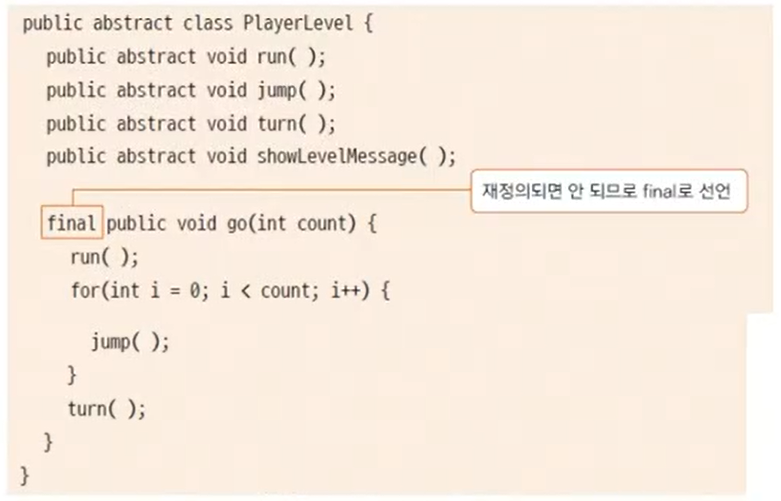 public abstract class PlayerLevel {
public abstract void run( );
public abstract void jump( );
public abstract void turn( );
public abstract void showLevelMessage( );
재정의되면 안 되므로 final로 선언
final public void go(int count) {
run( );
for(int i = 0; i < count; i++) {
jump( );
}
turn( );
}
}